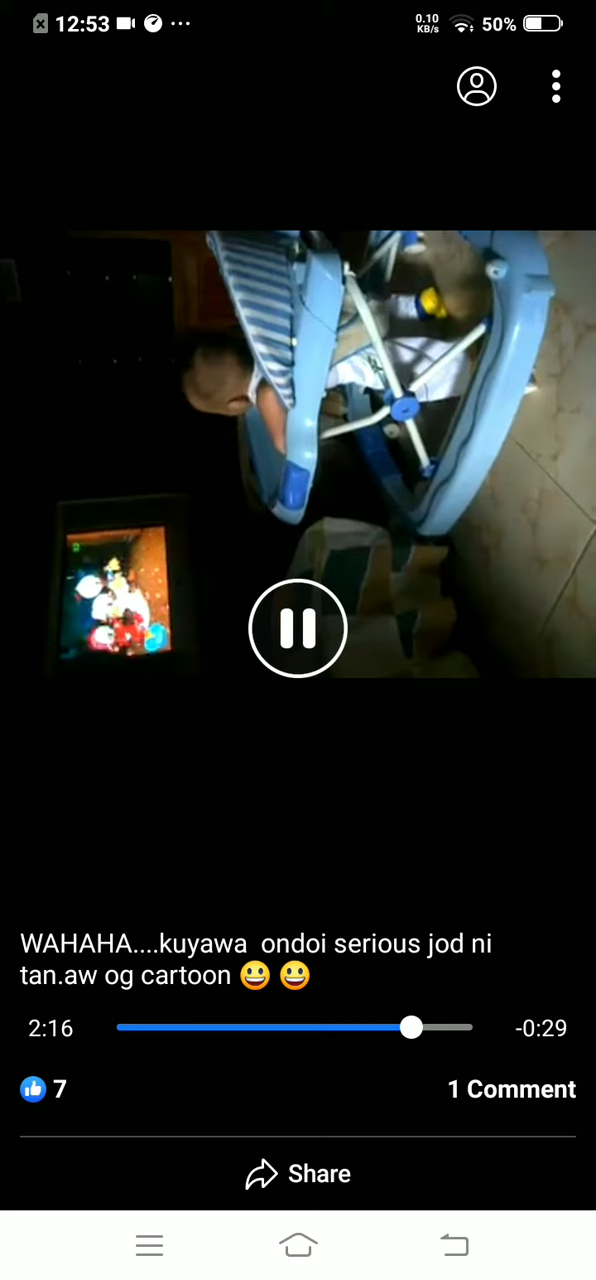 12:53
0.10 KB/s
50%
WAHAHA....kuyawa ondoi serious jod ni
tan.aw og cartoon 😀 😀
2:16
-0:29
7
1 Comment
Share